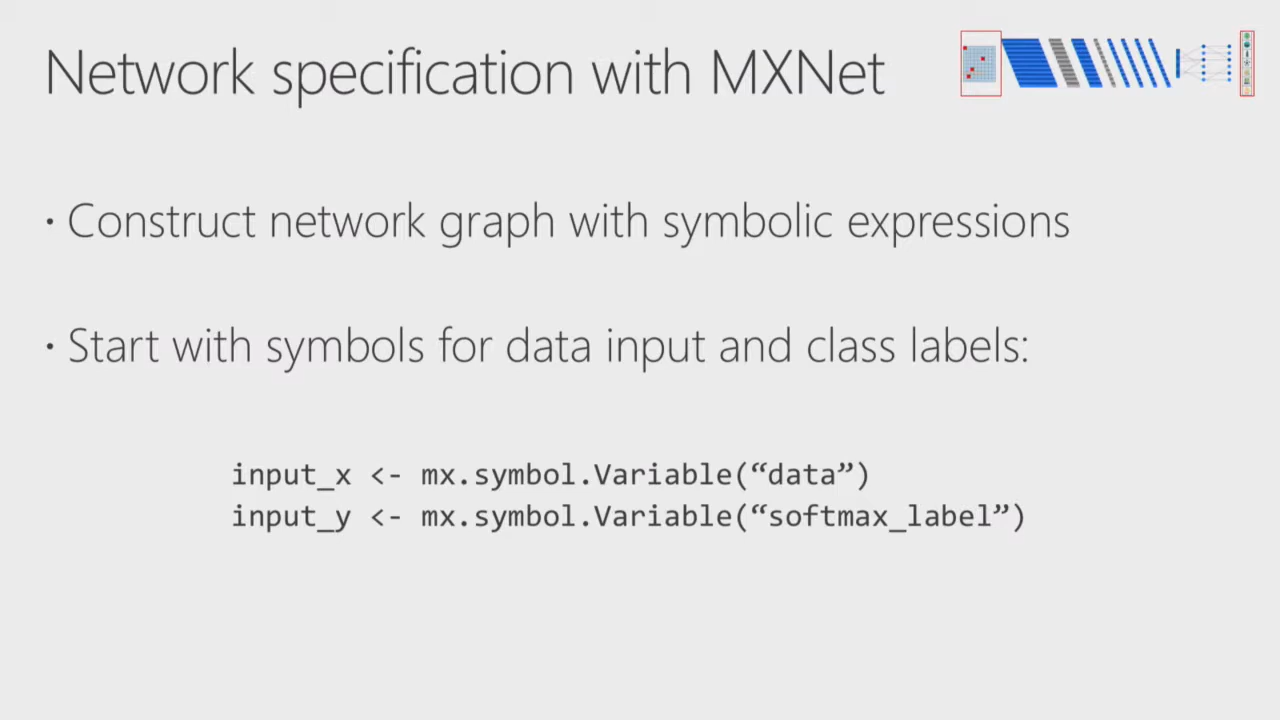 Network specification with MXNet
· Construct network graph with symbolic expressions
· Start with symbols for data input and class labels:
input_x <- mx.symbol.Variable(“data”)
input_y <- mx.symbol.Variable(“softmax_label”)